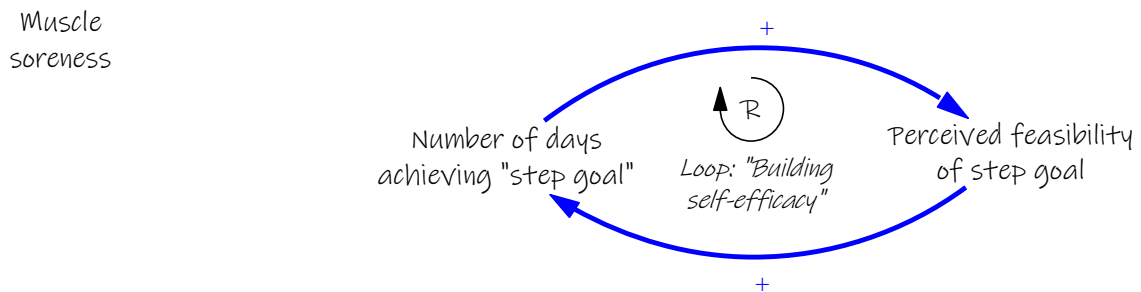 Muscle
soreness
+
R
Number of days
achieving "step goal"
Perceived feasibility
of step goal
Loop: "Building
self-efficacy"
+